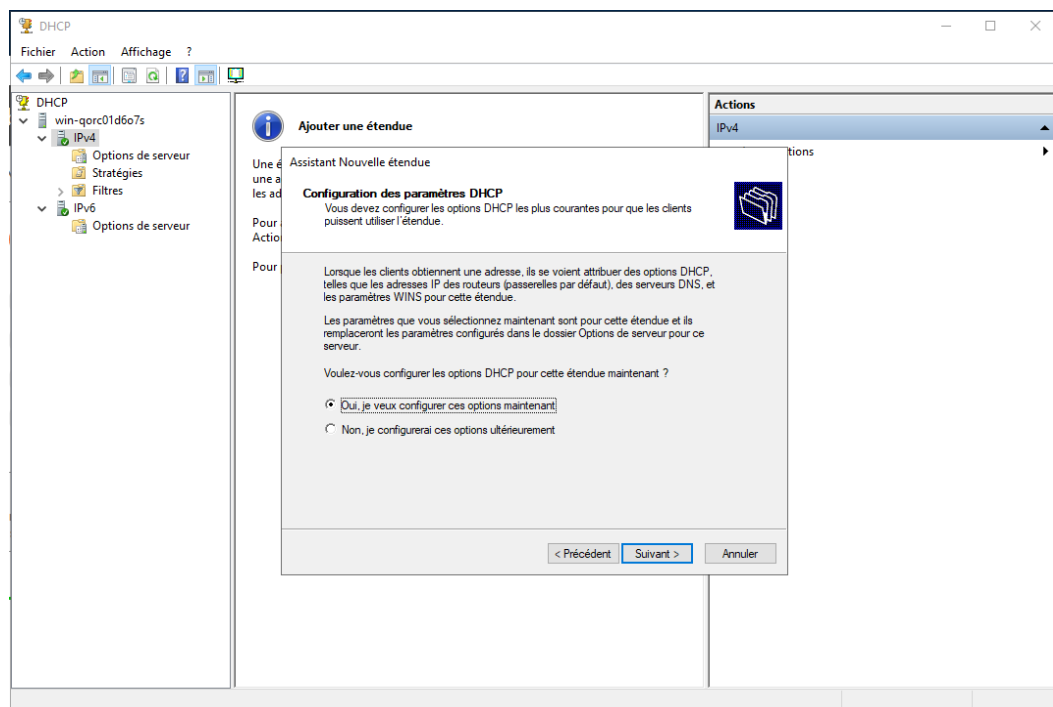 DHCP
Fichier Action Affichage ?
DHCP
win-qorc01d6o7s
IPv4
Options de serveur
Stratégies
Filtres
IPv6
Options de serveur
Ajouter une étendue
Une é
une a
les ad
Pour
Action
Pour
Assistant Nouvelle étendue
Configuration des paramètres DHCP
Vous devez configurer les options DHCP les plus courantes pour que les clients
puissent utiliser l'étendue.
Lorsque les clients obtiennent une adresse, ils se voient attribuer des options DHCP,
telles que les adresses IP des routeurs (passerelles par défaut), des serveurs DNS, et
les paramètres WINS pour cette étendue.
Les paramètres que vous sélectionnez maintenant sont pour cette étendue et ils
remplaceront les paramètres configurés dans le dossier Options de serveur pour ce
serveur.
Voulez-vous configurer les options DHCP pour cette étendue maintenant ?
Oui, je veux configurer ces options maintenant
Non, je configurerai ces options ultérieurement
< Précédent Suivant > Annuler
Actions
IPv4
tions